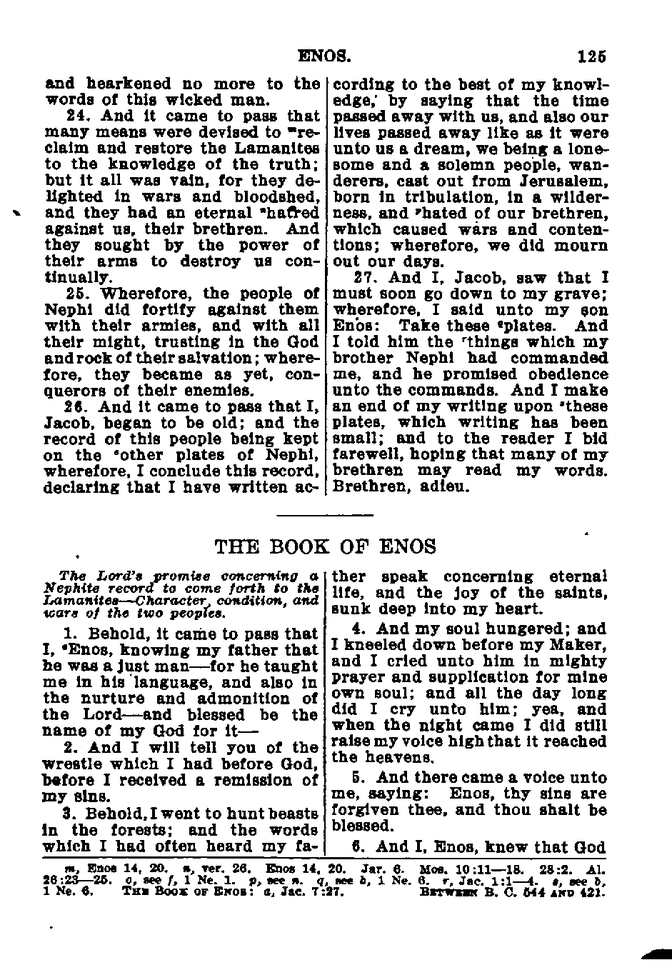 ENOS. 125
and hearkened no more to the
words of this wicked man.
24. And it came to pass that
many means were devised to ᵐre-
claim and restore the Lamanites
to the knowledge of the truth;
but it all was vain, for they de-
lighted in wars and bloodshed,
and they had an eternal ⁿhatred
against us, their brethren. And
they sought by the power of
their arms to destroy us con-
tinually.
25. Wherefore, the people of
Nephi did fortify against them
with their armies, and with all
their might, trusting in the God
and rock of their salvation; where-
fore, they became as yet, con-
querors of their enemies.
26. And it came to pass that I,
Jacob, began to be old; and the
record of this people being kept
on the ᵒother plates of Nephi,
wherefore, I conclude this record,
declaring that I have written ac-
cording to the best of my knowl-
edge, by saying that the time
passed away with us, and also our
lives passed away like as it were
unto us a dream, we being a lone-
some and a solemn people, wan-
derers, cast out from Jerusalem,
born in tribulation, in a wilder-
ness, and ᵖhated of our brethren,
which caused wars and conten-
tions; wherefore, we did mourn
out our days.
27. And I, Jacob, saw that I
must soon go down to my grave;
wherefore, I said unto my son
Enos: Take these qplates. And
I told him the ʳthings which my
brother Nephi had commanded
me, and he promised obedience
unto the commands. And I make
an end of my writing upon ˢthese
plates, which writing has been
small; and to the reader I bid
farewell, hoping that many of my
brethren may read my words.
Brethren, adieu.
THE BOOK OF ENOS
The Lord's promise concerning a
Nephite record to come forth to the
Lamanites—Character, condition, and
wars of the two peoples.
1. Behold, it came to pass that
I, ᵃEnos, knowing my father that
he was a just man—for he taught
me in his language, and also in
the nurture and admonition of
the Lord—and blessed be the
name of my God for it—
2. And I will tell you of the
wrestle which I had before God,
before I received a remission of
my sins.
3. Behold, I went to hunt beasts
in the forests; and the words
which I had often heard my fa-
ther speak concerning eternal
life, and the joy of the saints,
sunk deep into my heart.
4. And my soul hungered; and
I kneeled down before my Maker,
and I cried unto him in mighty
prayer and supplication for mine
own soul; and all the day long
did I cry unto him; yea, and
when the night came I did still
raise my voice high that it reached
the heavens.
5. And there came a voice unto
me, saying: Enos, thy sins are
forgiven thee, and thou shalt be
blessed.
6. And I, Enos, knew that God
m, Enos 14, 20. n, ver. 26. Enos 14, 20. Jar. 6. Mos. 10:11—18. 28:2. Al.
26:23—25. o, see f, 1 Ne. 1. p, see n. q, see b, 1 Ne. 6. r, Jac. 1:1—4. s, see b,
1 Ne. 6. THE BOOK OF ENOS: a, Jac. 7:27. BETWEEN B. C. 544 AND 421.